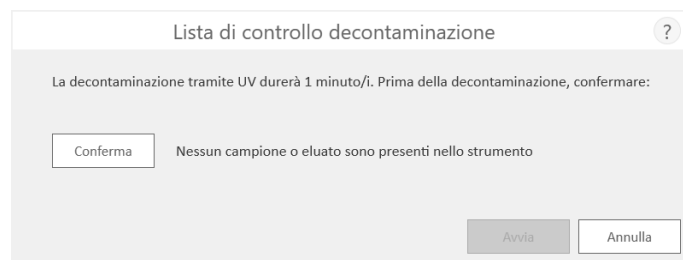 Lista di controllo decontaminazione
?
La decontaminazione tramite UV durerà 1 minuto/i. Prima della decontaminazione, confermare:
Conferma Nessun campione o eluato sono presenti nello strumento
Avvia Annulla